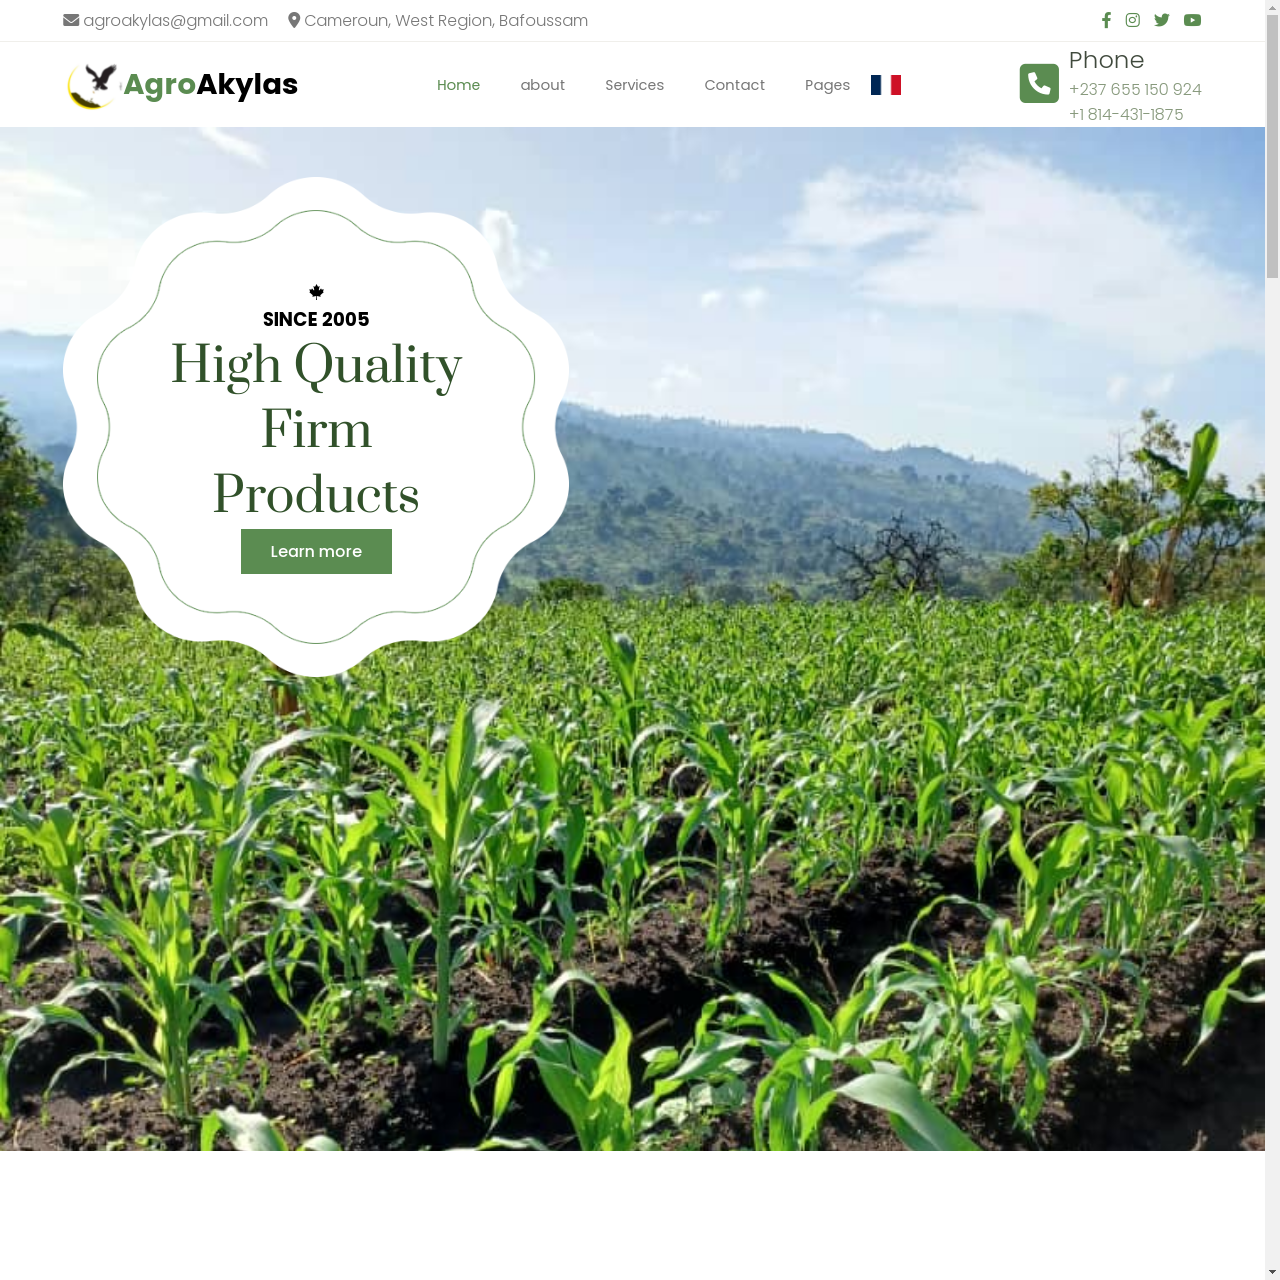 agroakylas@gmail.com Cameroun, West Region, Bafoussam
AgroAkylas
Home about Services Contact Pages
Phone
+237 655 150 924
+1 814-431-1875
SINCE 2005
High Quality
Firm
Products
Learn more